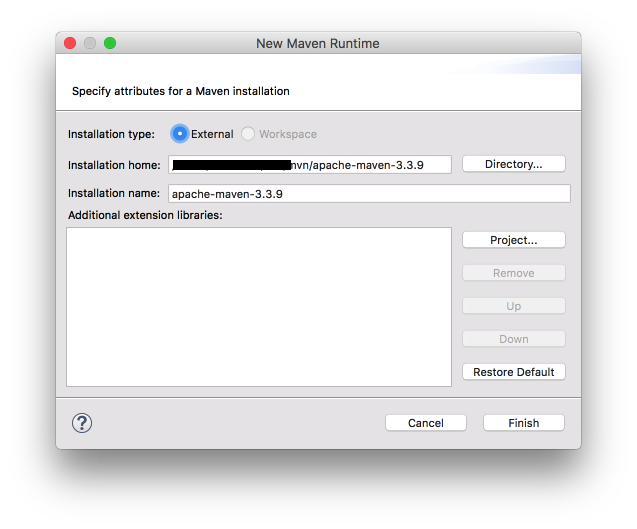 New Maven Runtime
Specify attributes for a Maven installation
Installation type: External Workspace
Installation home: mvn/apache-maven-3.3.9 Directory...
Installation name: apache-maven-3.3.9
Additional extension libraries:
Project...
Remove
Up
Down
Restore Default
? Cancel Finish